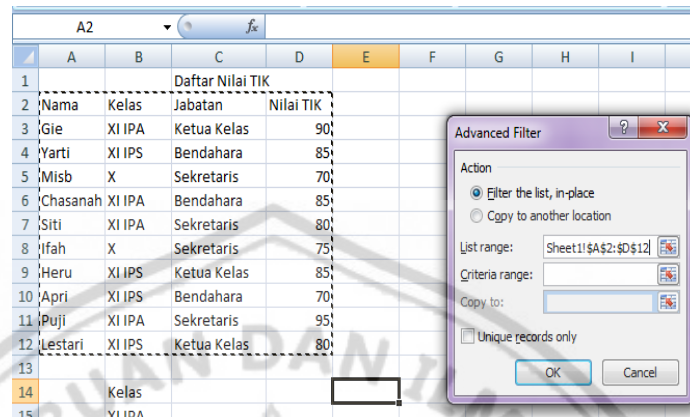 A2 fx
A B C D E F G H I
1 Daftar Nilai TIK
2 Nama Kelas Jabatan Nilai TIK
3 Gie XI IPA Ketua Kelas 90
4 Yarti XI IPS Bendahara 85
5 Misb X Sekretaris 70
6 Chasanah XI IPA Bendahara 85
7 Siti XI IPA Sekretaris 80
8 Ifah X Sekretaris 75
9 Heru XI IPS Ketua Kelas 85
10 Apri XI IPS Bendahara 70
11 Puji XI IPA Sekretaris 95
12 Lestari XI IPS Ketua Kelas 80
13
14 Kelas
15 XI IPA
Advanced Filter
Action
Filter the list, in-place
Copy to another location
List range: Sheet1!$A$2:$D$12
Criteria range:
Copy to:
Unique records only
OK Cancel